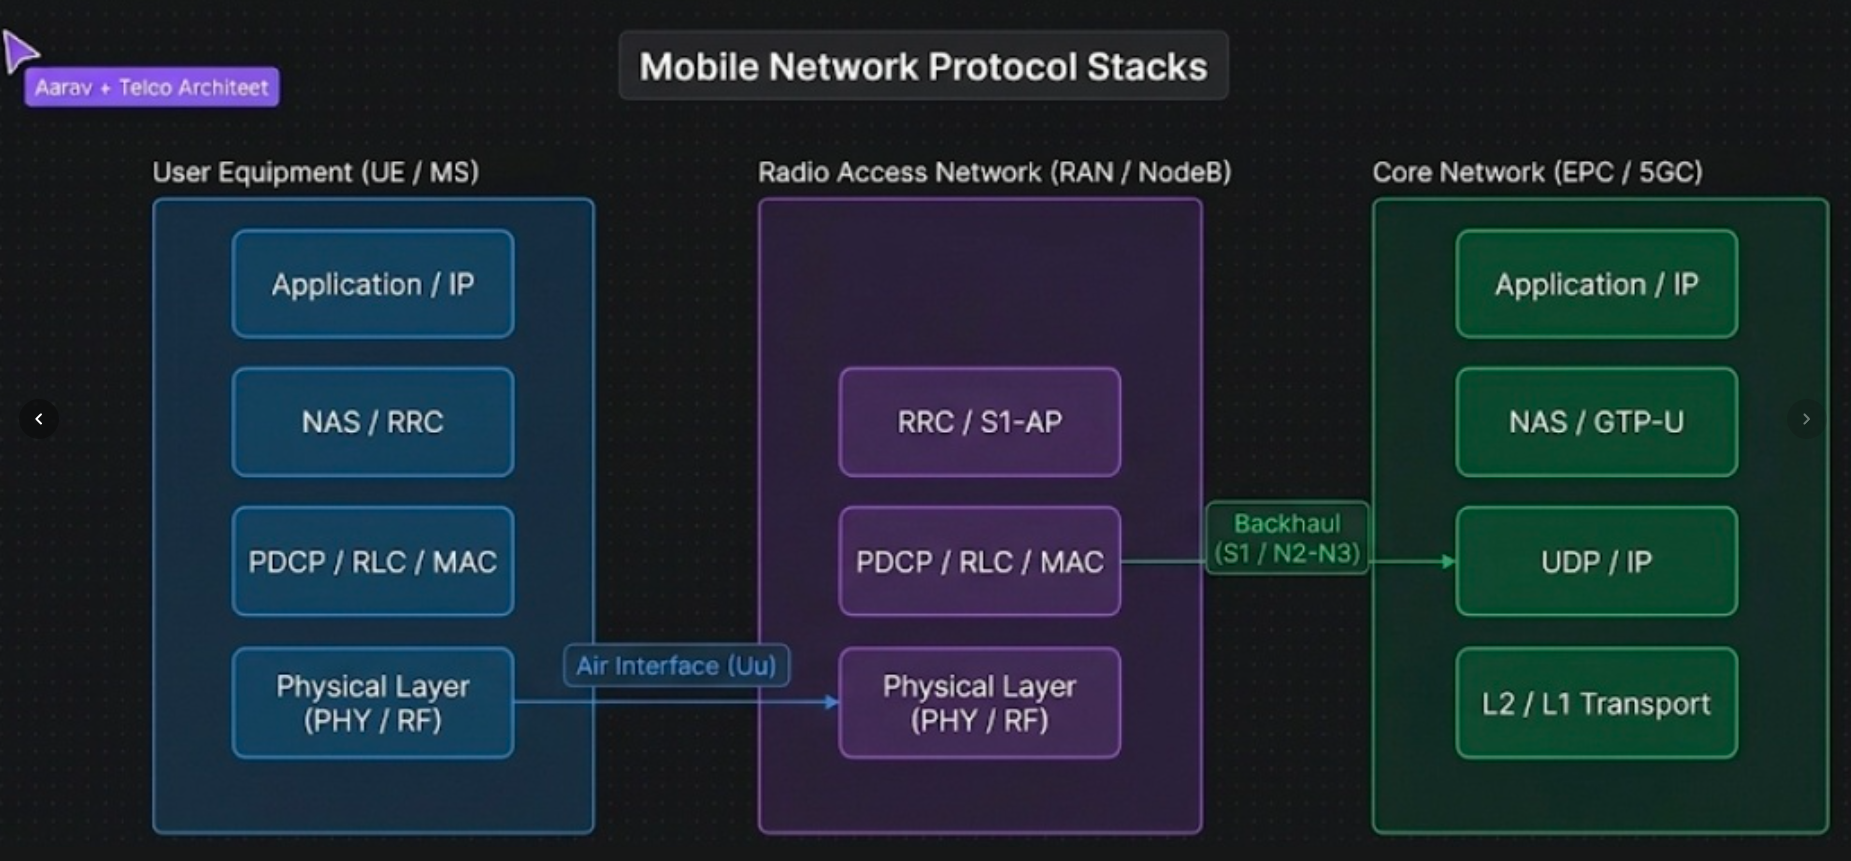 Aarav + Telco Architeet
Mobile Network Protocol Stacks
User Equipment (UE / MS)
Application / IP
NAS / RRC
PDCP / RLC / MAC
Physical Layer
(PHY / RF)
Air Interface (Uu)
Radio Access Network (RAN / NodeB)
RRC / S1-AP
PDCP / RLC / MAC
Physical Layer
(PHY / RF)
Backhaul
(S1 / N2-N3)
Core Network (EPC / 5GC)
Application / IP
NAS / GTP-U
UDP / IP
L2 / L1 Transport